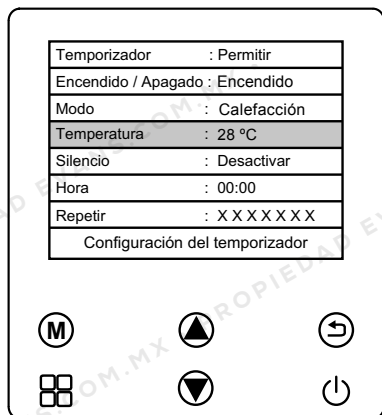 Temporizador : Permitir
Encendido / Apagado : Encendido
Modo : Calefacción
Temperatura : 28 ºC
Silencio : Desactivar
Hora : 00:00
Repetir : X X X X X X X
Configuración del temporizador
M